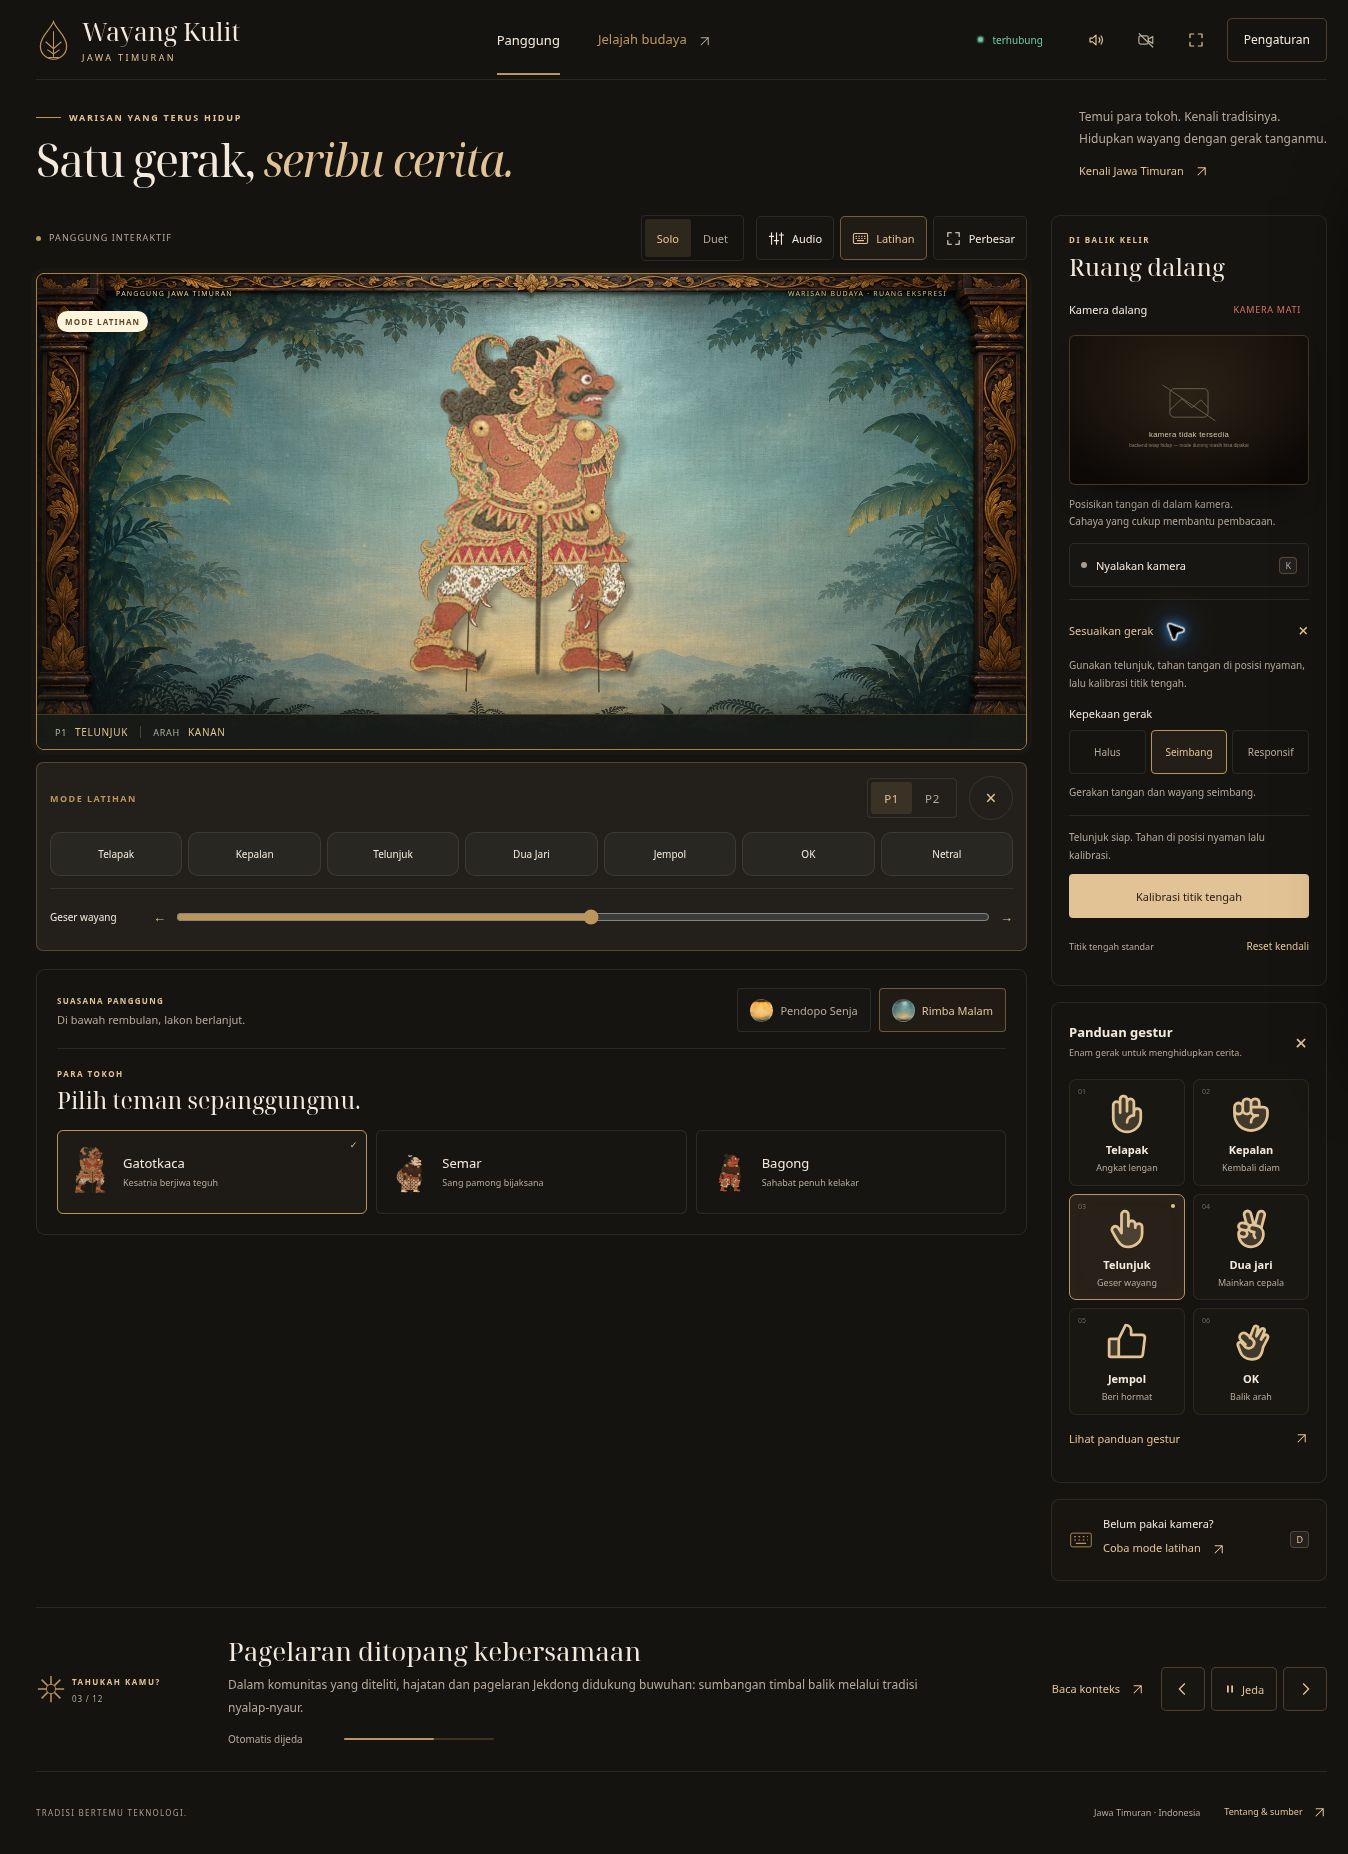 Wayang Kulit
JAWA TIMURAN
Panggung
Jelajah budaya
terhubung
Pengaturan
WARISAN YANG TERUS HIDUP
Satu gerak, seribu cerita.
Temui para tokoh. Kenali tradisinya.
Hidupkan wayang dengan gerak tanganmu.
Kenali Jawa Timuran
PANGGUNG INTERAKTIF
Solo
Duet
Audio
Latihan
Perbesar
PANGGUNG JAWA TIMURAN
WARISAN BUDAYA · RUANG EKSPRESI
MODE LATIHAN
P1 TELUNJUK
ARAH KANAN
MODE LATIHAN
P1
P2
Telapak
Kepalan
Telunjuk
Dua Jari
Jempol
OK
Netral
Geser wayang
SUASANA PANGGUNG
Di bawah rembulan, lakon berlanjut.
Pendopo Senja
Rimba Malam
PARA TOKOH
Pilih teman sepanggungmu.
Gatotkaca
Kesatria berjiwa teguh
Semar
Sang pamong bijaksana
Bagong
Sahabat penuh kelakar
DI BALIK KELIR
Ruang dalang
Kamera dalang
KAMERA MATI
kamera tidak tersedia
backend tetap hidup — mode dummy masih bisa dipakai
Posisikan tangan di dalam kamera.
Cahaya yang cukup membantu pembacaan.
Nyalakan kamera
K
Sesuaikan gerak
Gunakan telunjuk, tahan tangan di posisi nyaman,
lalu kalibrasi titik tengah.
Kepekaan gerak
Halus
Seimbang
Responsif
Gerakan tangan dan wayang seimbang.
Telunjuk siap. Tahan di posisi nyaman lalu
kalibrasi.
Kalibrasi titik tengah
Titik tengah standar
Reset kendali
Panduan gestur
Enam gerak untuk menghidupkan cerita.
01
Telapak
Angkat lengan
02
Kepalan
Kembali diam
03
Telunjuk
Geser wayang
04
Dua jari
Mainkan cepala
05
Jempol
Beri hormat
06
OK
Balik arah
Lihat panduan gestur
Belum pakai kamera?
Coba mode latihan
D
TAHUKAH KAMU?
03 / 12
Pagelaran ditopang kebersamaan
Dalam komunitas yang diteliti, hajatan dan pagelaran Jekdong didukung buwuhan: sumbangan timbal balik melalui tradisi
nyalap-nyaur.
Otomatis dijeda
Baca konteks
Jeda
TRADISI BERTEMU TEKNOLOGI.
Jawa Timuran · Indonesia
Tentang & sumber